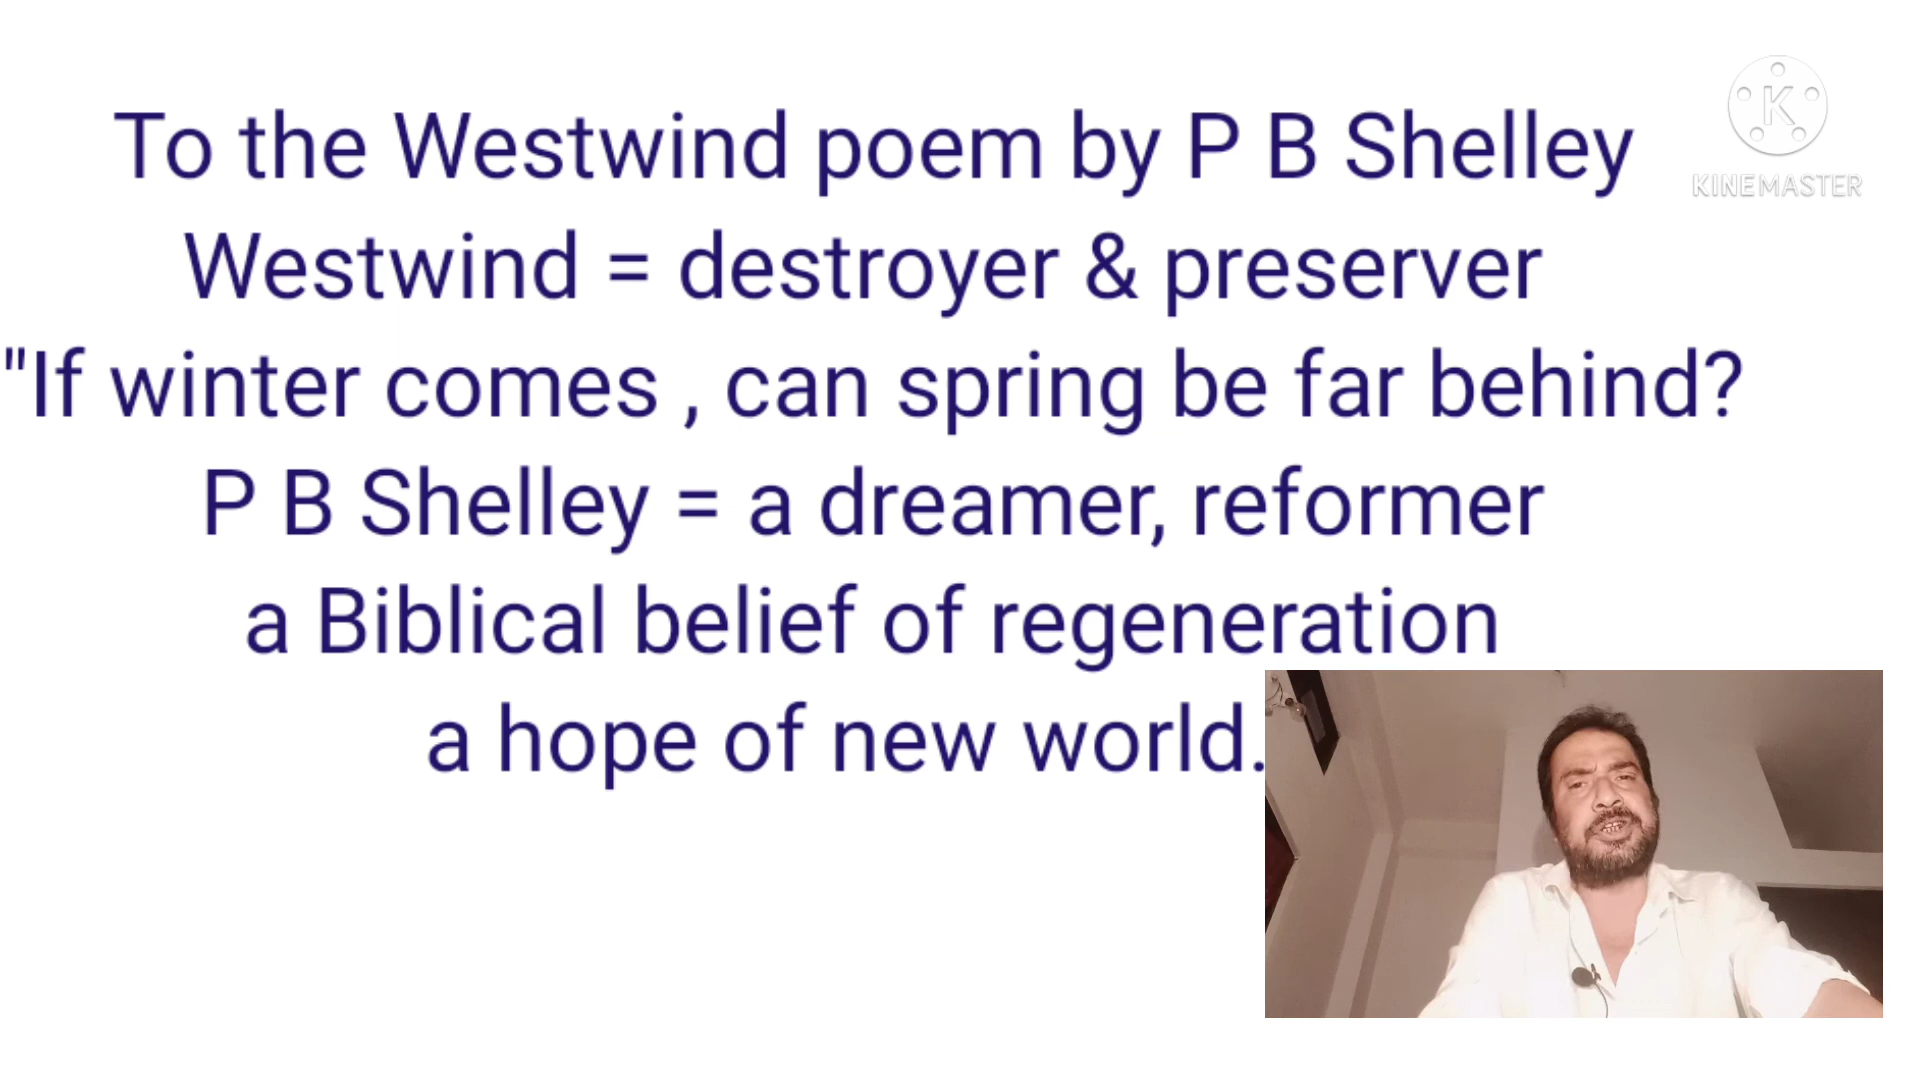 To the Westwind poem by P B Shelley
Westwind = destroyer & preserver
"If winter comes , can spring be far behind?
P B Shelley = a dreamer, reformer
a Biblical belief of regeneration
a hope of new world.
K
KINEMASTER